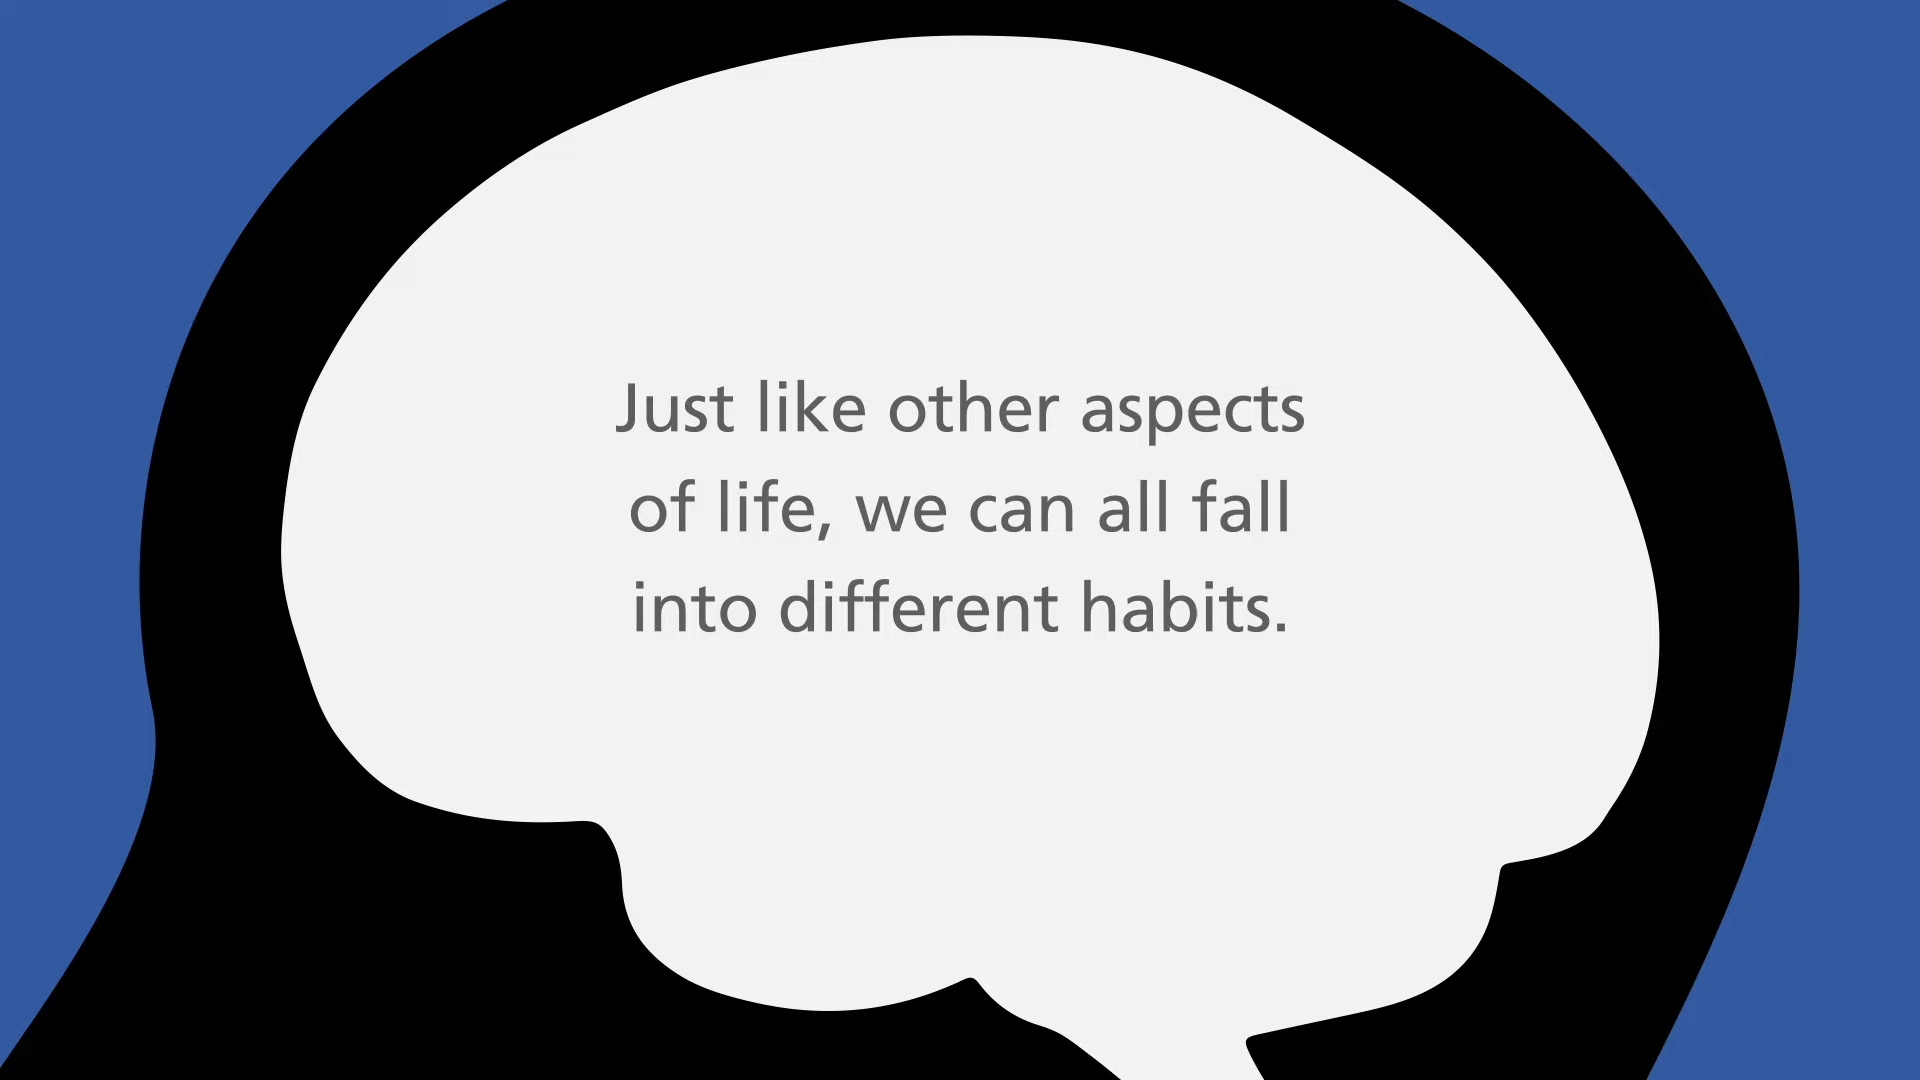 Just like other aspects
of life, we can all fall
into different habits.